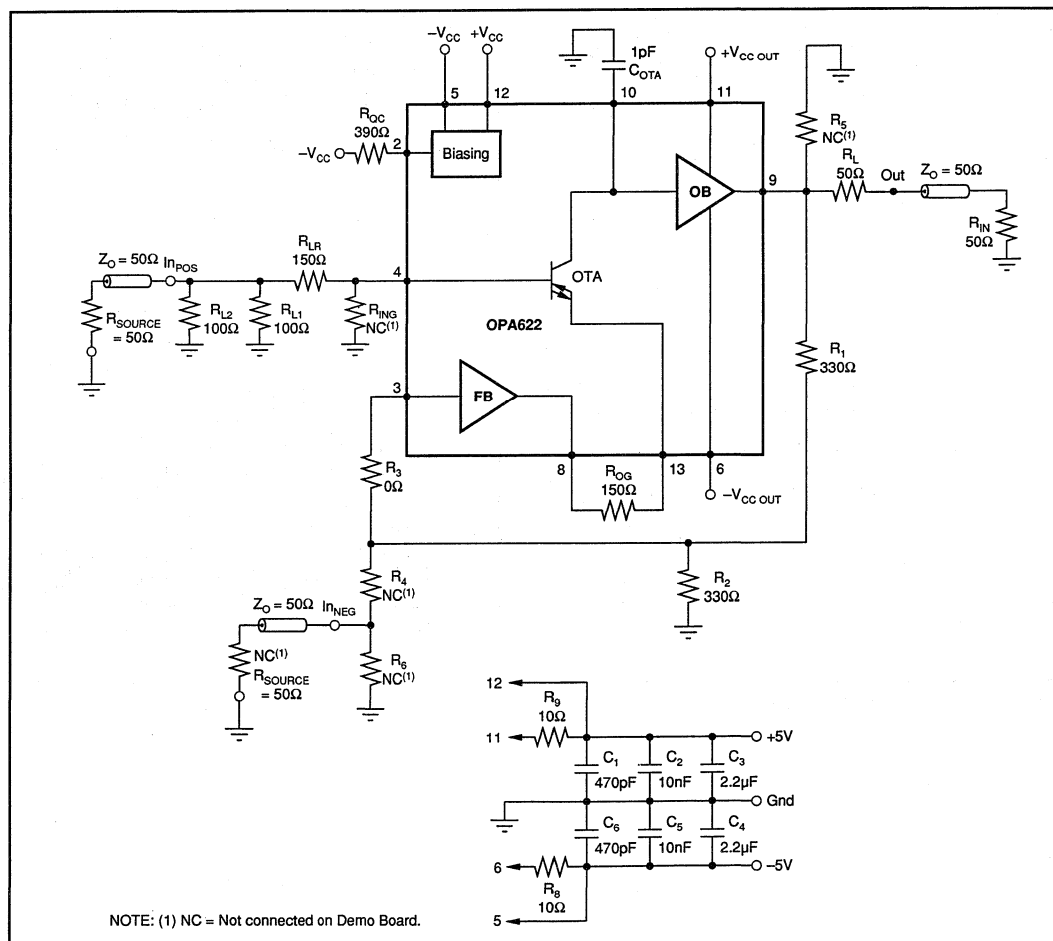 –VCC +VCC
1pF
COTA
+VCC OUT
5 12 10 11
RQC
390Ω
–VCC
2
Biasing
R5
NC(1)
RL
50Ω
Out
ZO = 50Ω
OB
9
RIN
50Ω
RLR
150Ω
ZO = 50Ω InPOS
4
OTA
RSOURCE
= 50Ω
RL2
100Ω
RL1
100Ω
RING
NC(1)
OPA622
R1
330Ω
3
FB
R3
0Ω
8
ROG
150Ω
13 6
–VCC OUT
R4
NC(1)
R2
330Ω
ZO = 50Ω InNEG
NC(1)
RSOURCE
= 50Ω
R6
NC(1)
12
R9
10Ω
11
+5V
C1
470pF
C2
10nF
C3
2.2µF
Gnd
C6
470pF
C5
10nF
C4
2.2µF
6
–5V
R8
10Ω
5
NOTE: (1) NC = Not connected on Demo Board.